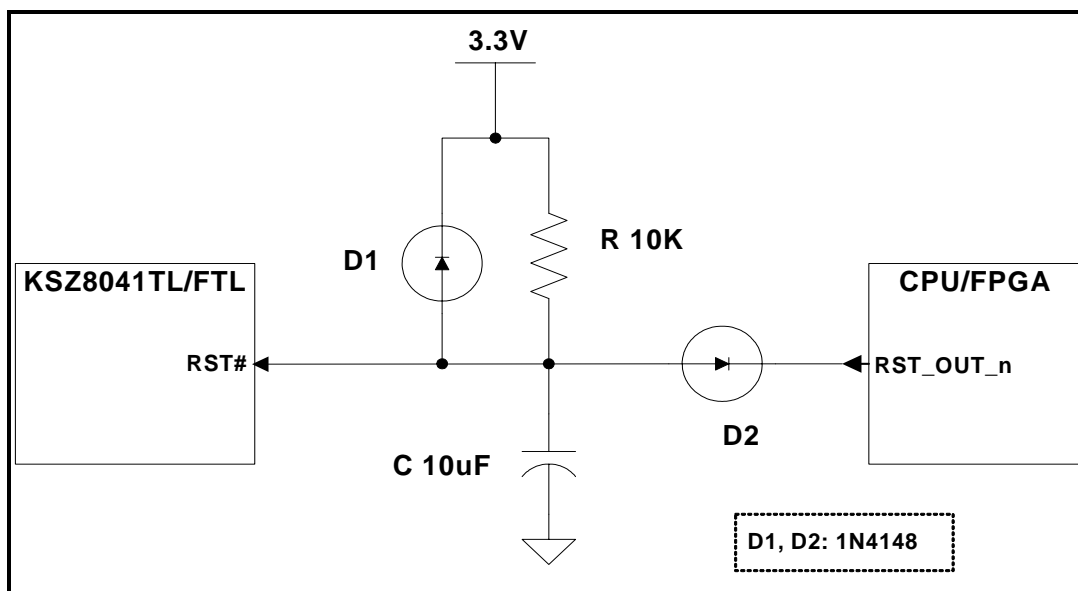 3.3V
R 10K
D1
KSZ8041TL/FTL
CPU/FPGA
RST#
RST_OUT_n
D2
C 10uF
D1, D2: 1N4148